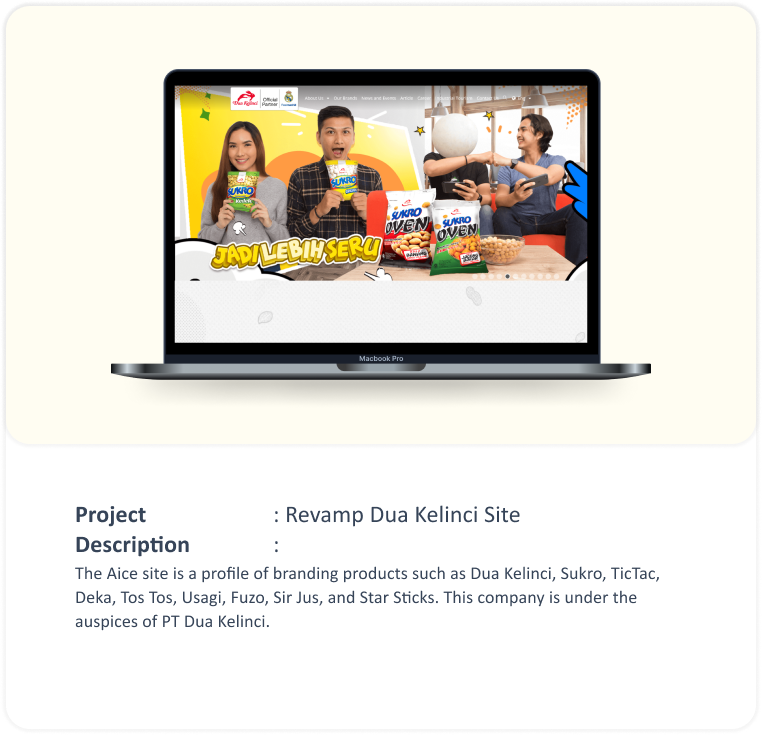 Dua Kelinci
Official
Partner
About Us
Our Brands
News and Events
Contact Us
SUKRO
Kedele
SUKRO
SUKRO
OVEN
SUKRO
OVEN
JADI LEBIH SERU
Macbook Pro
Project : Revamp Dua Kelinci Site
Description :
The Aice site is a profile of branding products such as Dua Kelinci, Sukro, TicTac,
Deka, Tos Tos, Usagi, Fuzo, Sir Jus, and Star Sticks. This company is under the
auspices of PT Dua Kelinci.